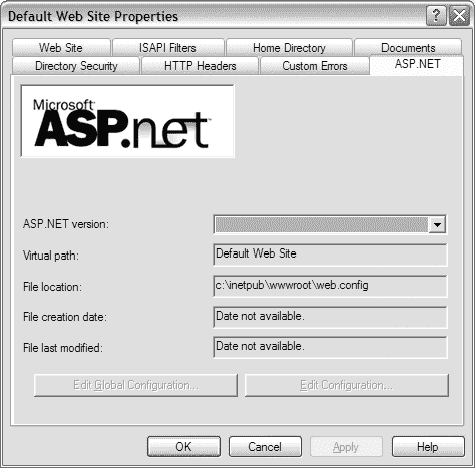 Default Web Site Properties
Web Site ISAPI Filters Home Directory Documents
Directory Security HTTP Headers Custom Errors ASP.NET
Microsoft
ASP.net
ASP.NET version:
Virtual path: Default Web Site
File location: c:\inetpub\wwwroot\web.config
File creation date: Date not available.
File last modified: Date not available.
Edit Global Configuration... Edit Configuration...
OK Cancel Apply Help